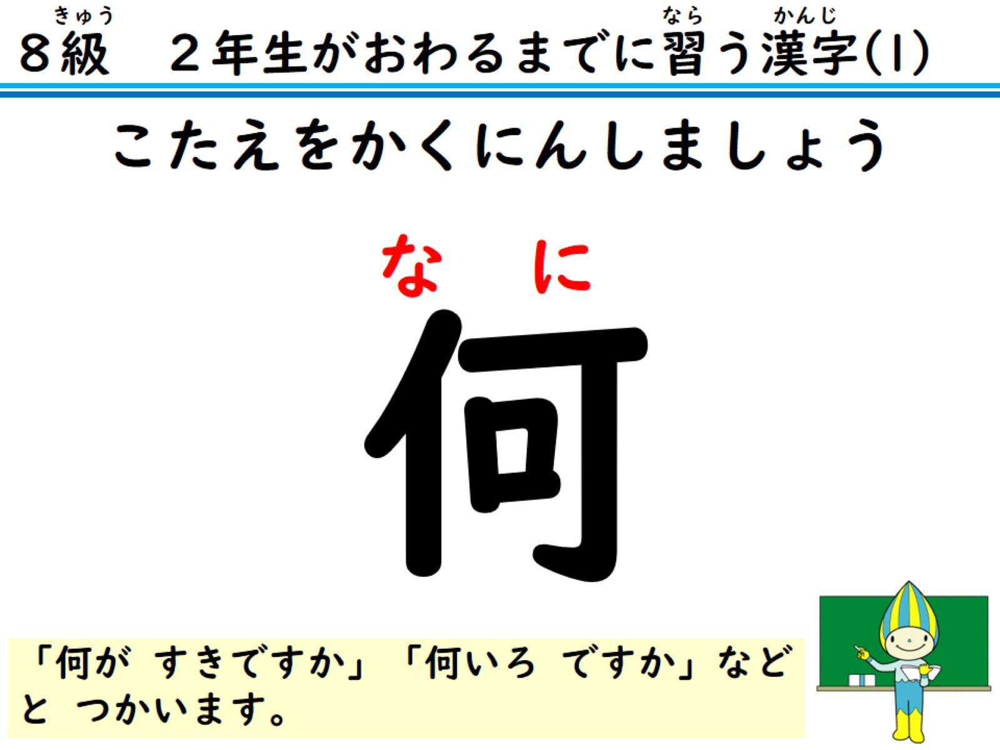 きゅう なら かんじ
8級 2年生がおわるまでに習う漢字(1)
こたえをかくにんしましょう
なに
何
「何が すきですか」「何いろ ですか」など
と つかいます。